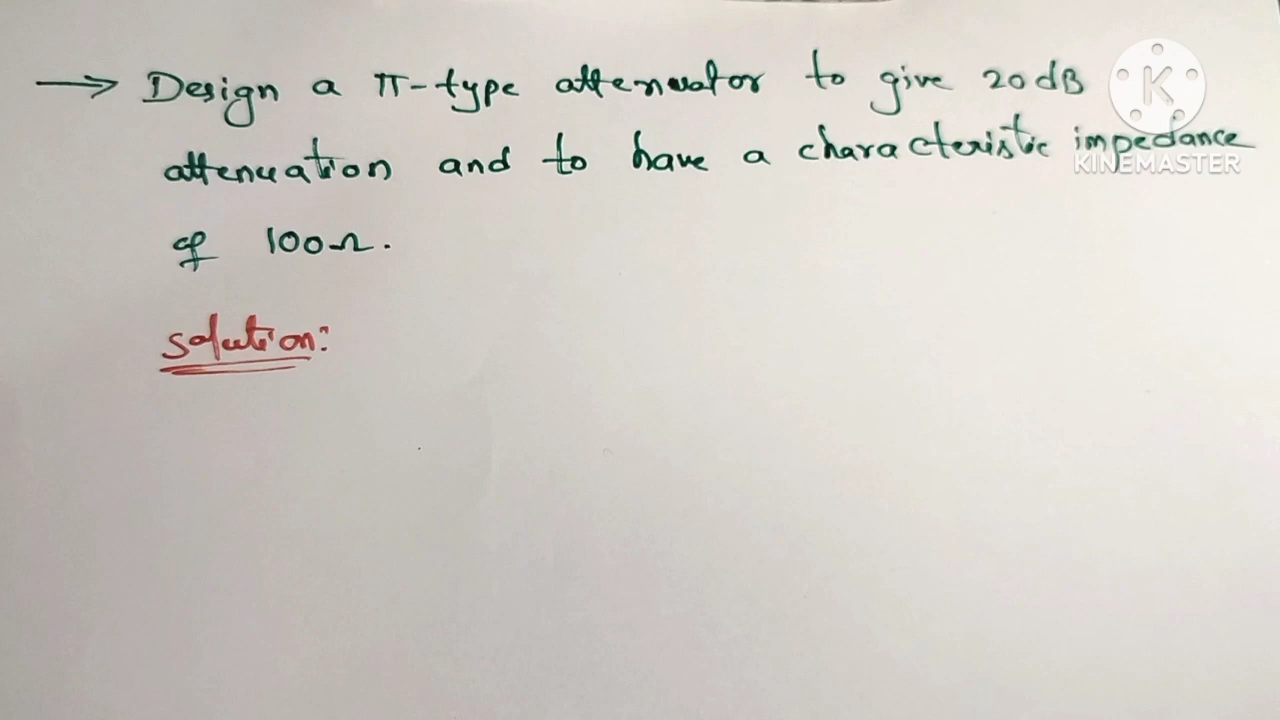 → Design a π-type attenuator to give 20dB
attenuation and to have a characteristic impedance
of 100Ω.
Solution:
K
KINEMASTER